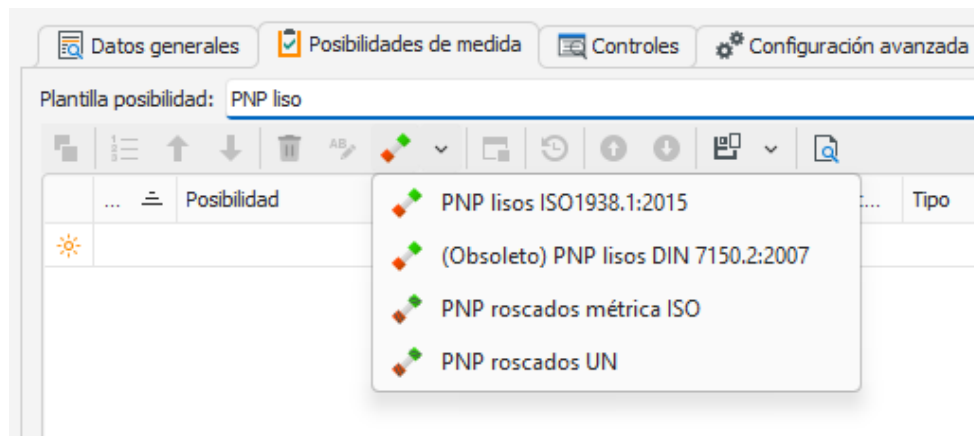 Datos generales Posibilidades de medida Controles Configuración avanzada
Plantilla posibilidad: PNP liso
... Posibilidad Tipo
PNP lisos ISO1938.1:2015
(Obsoleto) PNP lisos DIN 7150.2:2007
PNP roscados métrica ISO
PNP roscados UN